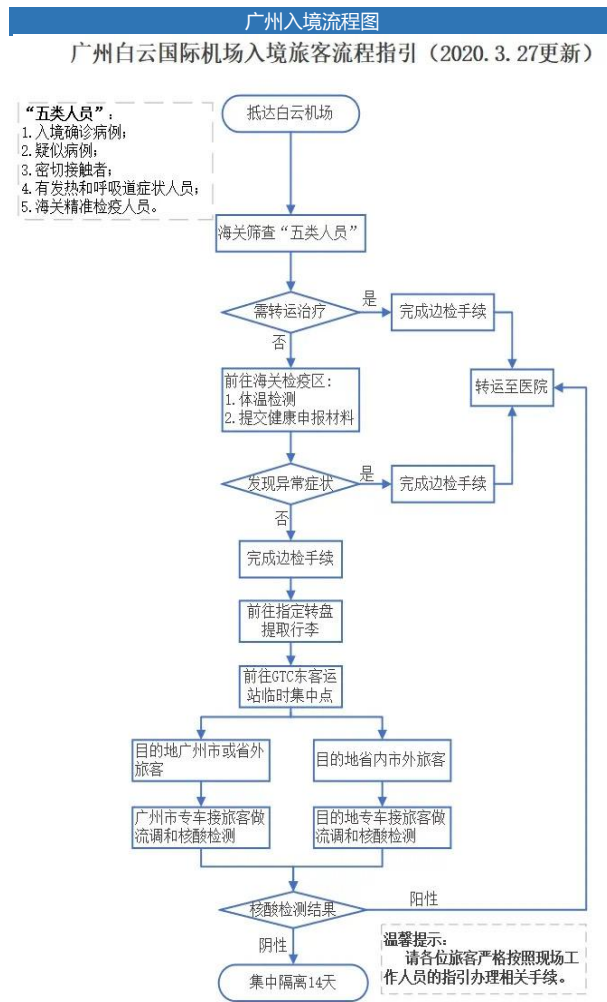 广州入境流程图
广州白云国际机场入境旅客流程指引（2020.3.27更新）
“五类人员”：
1.入境确诊病例；
2.疑似病例；
3.密切接触者；
4.有发热和呼吸道症状人员；
5.海关精准检疫人员。
抵达白云机场
海关筛查“五类人员”
需转运治疗
是
完成边检手续
否
转运至医院
前往海关检疫区：
1.体温检测
2.提交健康申报材料
发现异常症状
是
完成边检手续
否
完成边检手续
前往指定转盘
提取行李
前往GTC东客运
站临时集中点
目的地广州市或省外
旅客
目的地省内市外旅客
广州市专车接旅客做
流调和核酸检测
目的地专车接旅客做
流调和核酸检测
核酸检测结果
阳性
阴性
集中隔离14天
温馨提示：
请各位旅客严格按照现场工
作人员的指引办理相关手续。